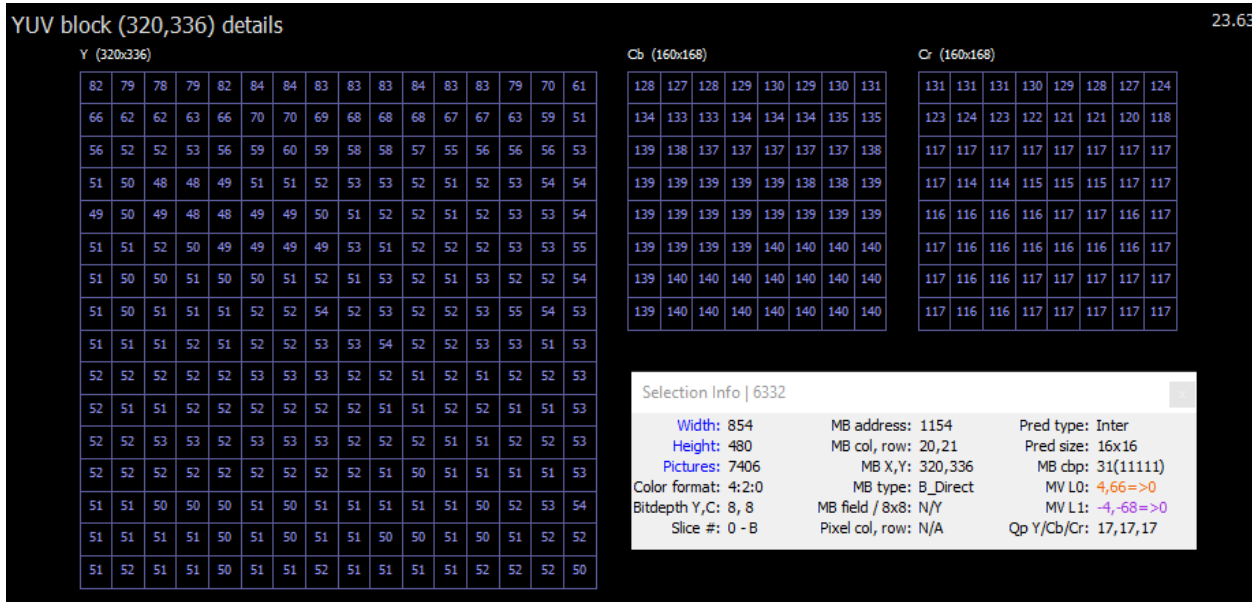 YUV block (320,336) details
23.63
Y (320x336)
82 79 78 79 82 84 84 83 83 83 84 83 83 79 70 61
66 62 62 63 66 70 70 69 68 68 68 67 67 63 59 51
56 52 52 53 56 59 60 59 58 58 57 55 56 56 56 53
51 50 48 48 49 51 51 52 53 53 52 51 52 53 54 54
49 50 49 48 48 49 49 50 51 52 52 51 52 53 53 54
51 51 52 50 49 49 49 49 53 51 52 52 52 53 53 55
51 50 50 51 50 50 51 52 51 53 52 51 53 52 52 54
51 50 51 51 51 52 52 54 52 53 52 52 53 55 54 53
51 51 51 52 51 52 52 53 53 54 52 52 53 53 51 53
52 52 52 52 52 53 53 53 52 52 51 52 51 52 52 53
52 51 51 52 52 52 52 52 52 51 51 52 52 51 51 53
52 52 53 53 52 53 53 53 52 52 52 51 51 52 52 53
52 52 52 52 52 52 52 52 52 51 50 51 51 51 51 53
51 51 50 50 50 51 50 50 51 51 51 51 50 52 53 54
51 51 51 51 50 51 50 51 51 50 50 51 50 51 52 52
51 52 51 51 50 51 51 52 51 51 51 51 52 52 52 50
Cb (160x168)
128 127 128 129 130 129 130 131
134 133 133 134 134 134 135 135
139 138 137 137 137 137 137 138
139 139 139 139 139 138 138 139
139 139 139 139 139 139 139 139
139 139 139 139 140 140 140 140
139 140 140 140 140 140 140 140
139 140 140 140 140 140 140 140
Cr (160x168)
131 131 131 130 129 128 127 124
123 124 123 122 121 121 120 118
117 117 117 117 117 117 117 117
117 114 114 115 115 115 117 117
116 116 116 116 117 116 117 117
117 116 116 116 116 116 116 117
117 116 116 117 116 116 117 117
117 116 116 117 117 117 117 117
Selection Info | 6332
x
Width: 854 MB address: 1154 Pred type: Inter
Height: 480 MB col, row: 20,21 Pred size: 16x16
Pictures: 7406 MB X,Y: 320,336 MB cbp: 31(11111)
Color format: 4:2:0 MB type: B_Direct MV L0: 4,66=>0
Bitdepth Y,C: 8, 8 MB field / 8x8: N/Y MV L1: -4,-68=>0
Slice #: 0 - B Pixel col, row: N/A Qp Y/Cb/Cr: 17,17,17